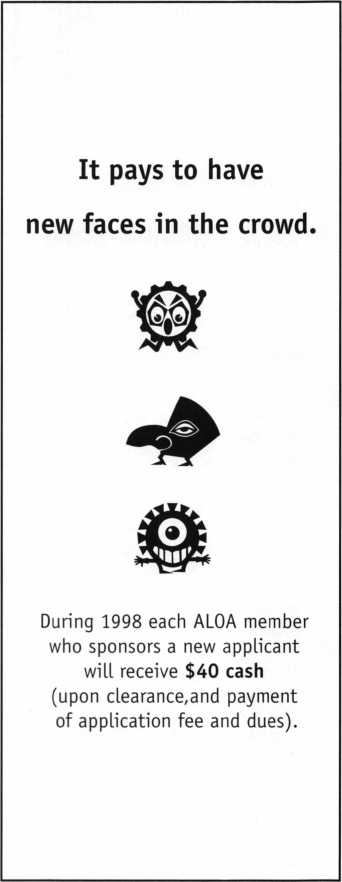 It pays to have
new faces in the crowd.
During 1998 each ALOA member
who sponsors a new applicant
will receive $40 cash
(upon clearance,and payment
of application fee and dues).